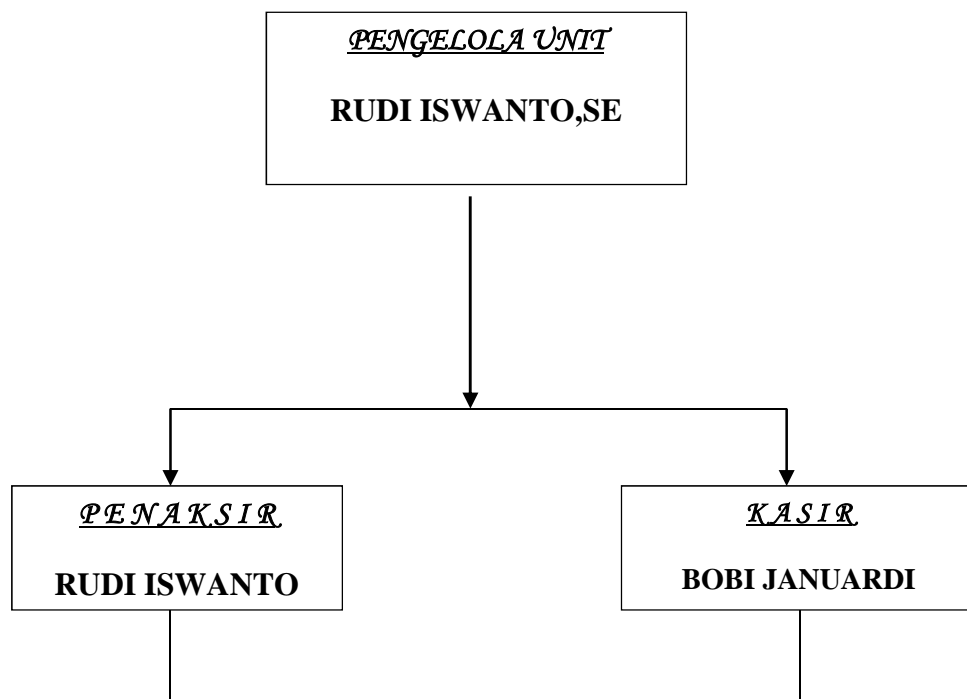 PENGELOLA UNIT
RUDI ISWANTO,SE
P E N A K S I R
RUDI ISWANTO
K A S I R
BOBI JANUARDI